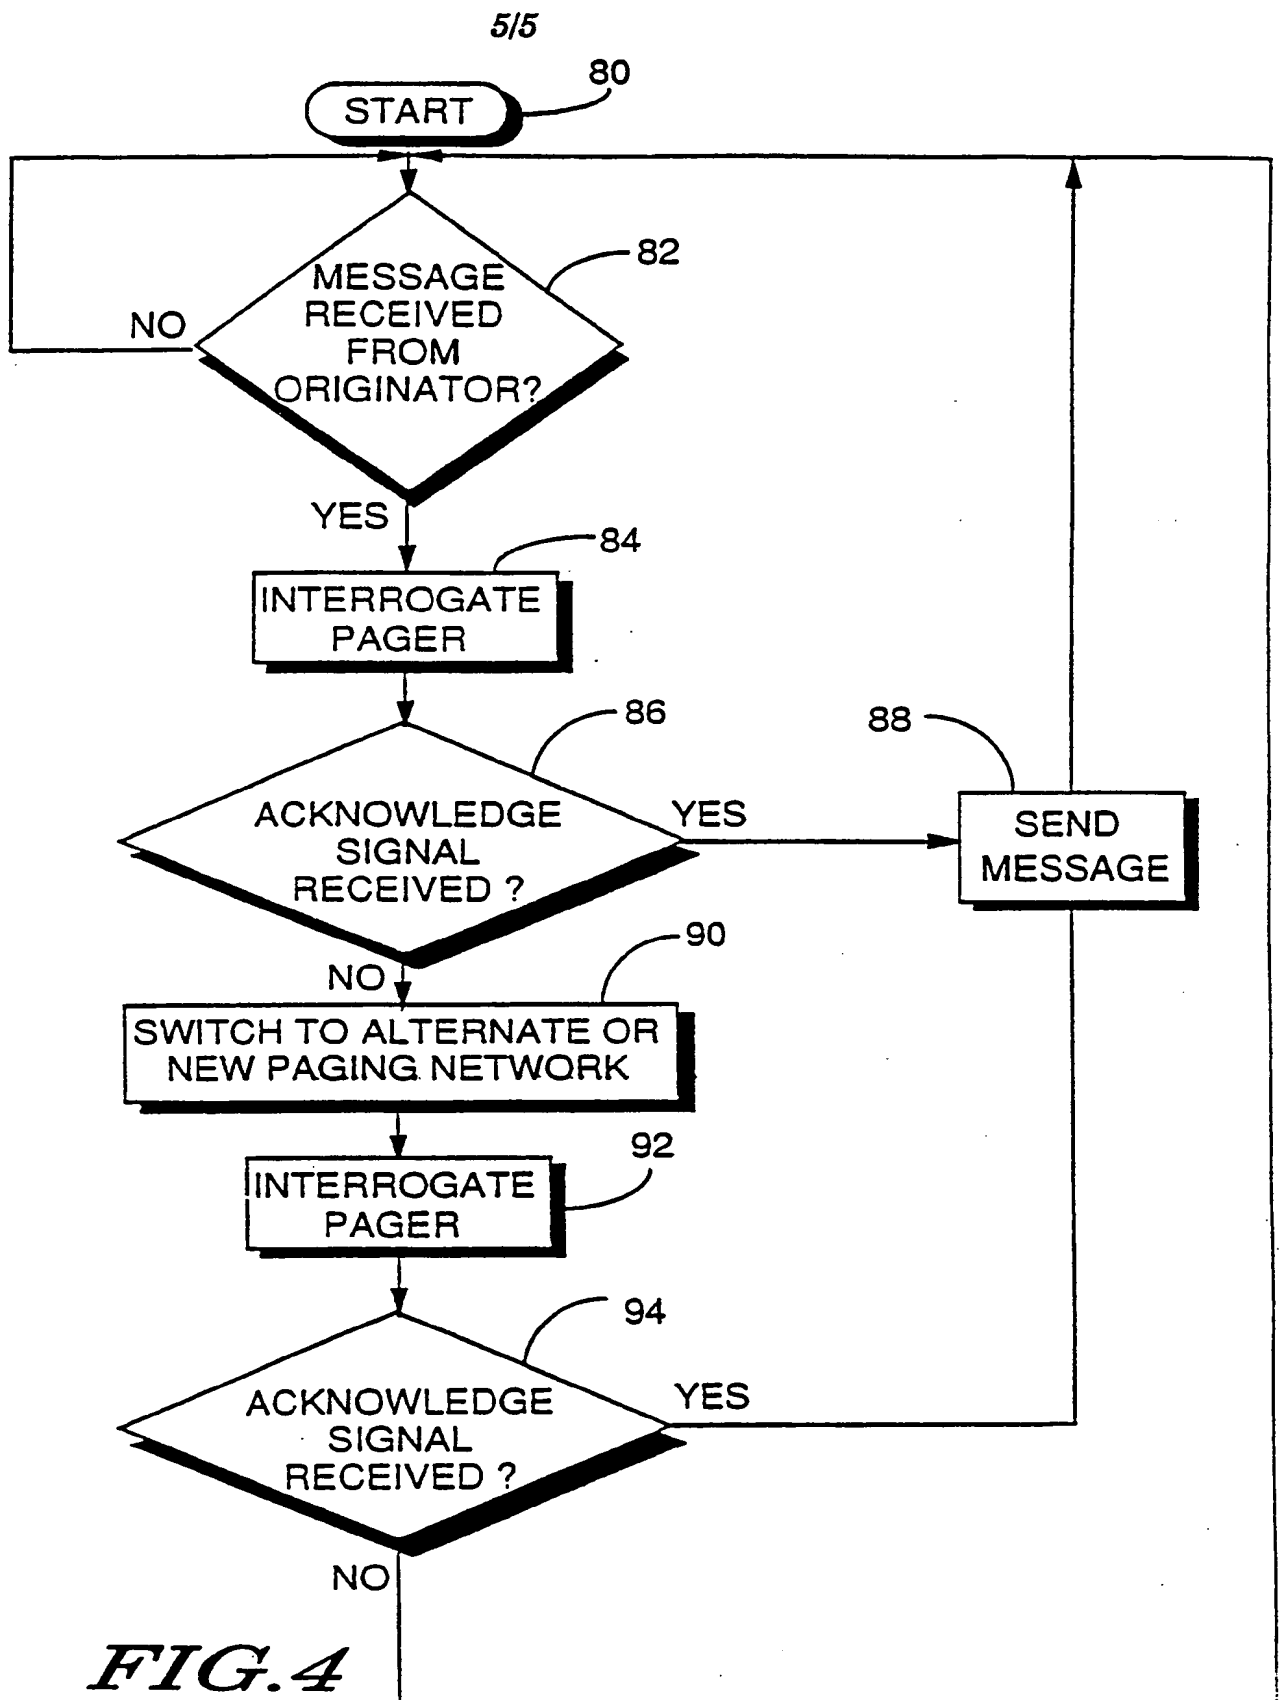 5/5
START
80
MESSAGE
RECEIVED
FROM
ORIGINATOR?
82
NO
YES
84
INTERROGATE
PAGER
86
ACKNOWLEDGE
SIGNAL
RECEIVED ?
YES
88
SEND
MESSAGE
NO
90
SWITCH TO ALTERNATE OR
NEW PAGING NETWORK
92
INTERROGATE
PAGER
94
ACKNOWLEDGE
SIGNAL
RECEIVED ?
YES
NO
FIG.4